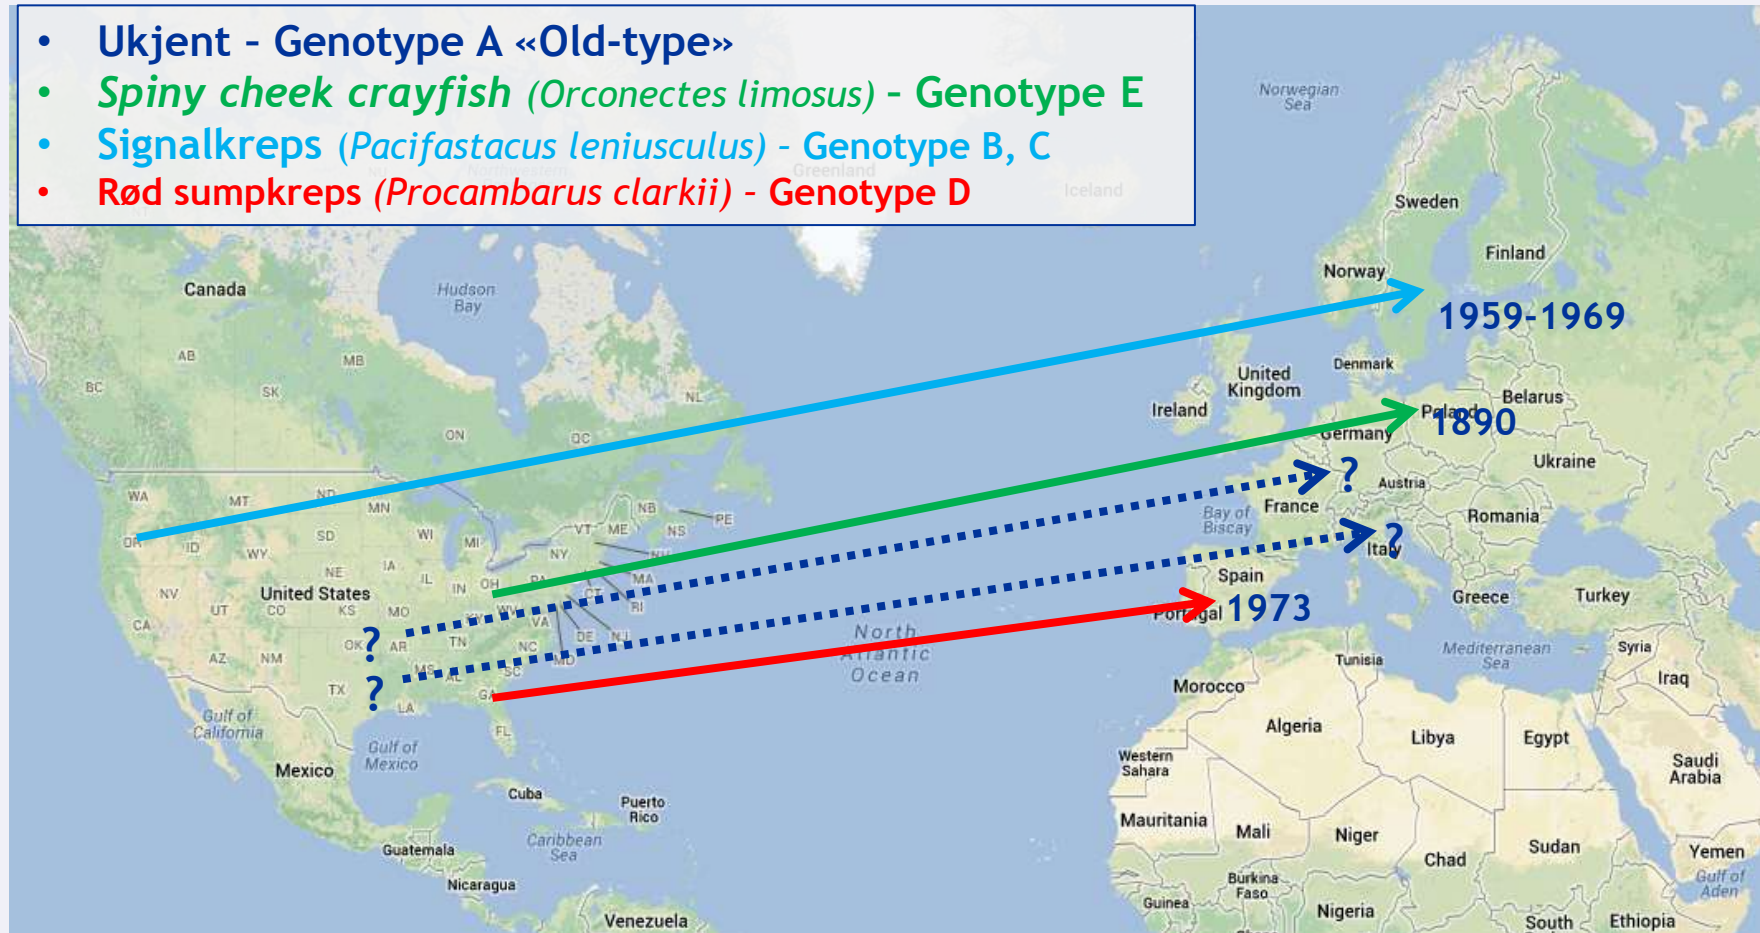 • Ukjent – Genotype A «Old-type»
• Spiny cheek crayfish (Orconectes limosus) – Genotype E
• Signalkreps (Pacifastacus leniusculus) – Genotype B, C
• Rød sumpkreps (Procambarus clarkii) – Genotype D
Greenland
Iceland
Norwegian
Sea
Sweden
Finland
Norway
1959-1969
Canada
Hudson
Bay
AB
MB
BC
SK
NL
ON
QC
Denmark
United
Kingdom
Ireland
Belarus
Poland
1890
Germany
Ukraine
?
Austria
France
Bay of
Biscay
Romania
?
Italy
WA
MT
ND
MN
NB
PE
NS
VT
ME
OR
ID
SD
WI
MI
WY
NY
NE
IA
IL
IN
OH
PA
MA
CT
RI
NV
UT
United States
CO
KS
MO
WV
VA
KY
DE
NJ
MD
CA
OK
AR
TN
NC
AZ
NM
MS
AL
SC
TX
LA
GA
FL
?
?
Spain
Portugal
1973
Greece
Turkey
North
Atlantic
Ocean
Mediterranean
Sea
Tunisia
Syria
Iraq
Morocco
Gulf of
California
Gulf of
Mexico
Mexico
Algeria
Libya
Egypt
Western
Sahara
Saudi
Arabia
Cuba
Puerto
Rico
Mauritania
Mali
Niger
Chad
Sudan
Yemen
Guatemala
Caribbean
Sea
Nicaragua
Burkina
Faso
Gulf of
Aden
Guinea
Nigeria
South
Ethiopia
Venezuela